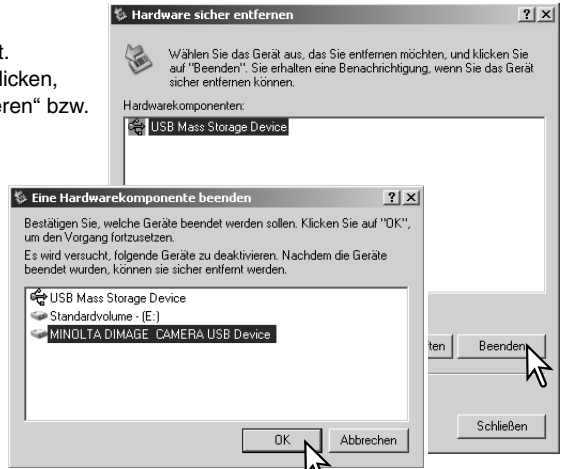 t.
licken,
eren“ bzw.
Hardware sicher entfernen
Wählen Sie das Gerät aus, das Sie entfernen möchten, und klicken Sie
auf "Beenden". Sie erhalten eine Benachrichtigung, wenn Sie das Gerät
sicher entfernen können.
Hardwarekomponenten:
USB Mass Storage Device
ften
Beenden
Schließen
Eine Hardwarekomponente beenden
Bestätigen Sie, welche Geräte beendet werden sollen. Klicken Sie auf "OK",
um den Vorgang fortzusetzen.
Es wird versucht, folgende Geräte zu deaktivieren. Nachdem die Geräte
beendet wurden, können sie sicher entfernt werden.
USB Mass Storage Device
Standardvolume - (E:)
MINOLTA DIMAGE CAMERA USB Device
OK
Abbrechen